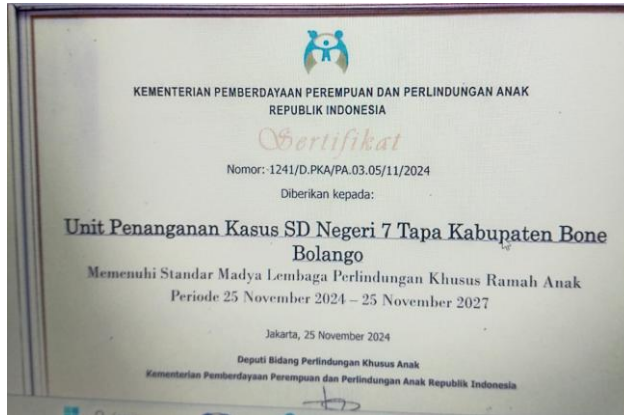 KEMENTERIAN PEMBERDAYAAN PEREMPUAN DAN PERLINDUNGAN ANAK
REPUBLIK INDONESIA
Sertifikat
Nomor: 1241/D.PKA/PA.03.05/11/2024
Diberikan kepada:
Unit Penanganan Kasus SD Negeri 7 Tapa Kabupaten Bone
Bolango
Memenuhi Standar Madya Lembaga Perlindungan Khusus Ramah Anak
Periode 25 November 2024 – 25 November 2027
Jakarta, 25 November 2024
Deputi Bidang Perlindungan Khusus Anak
Kementerian Pemberdayaan Perempuan dan Perlindungan Anak Republik Indonesia